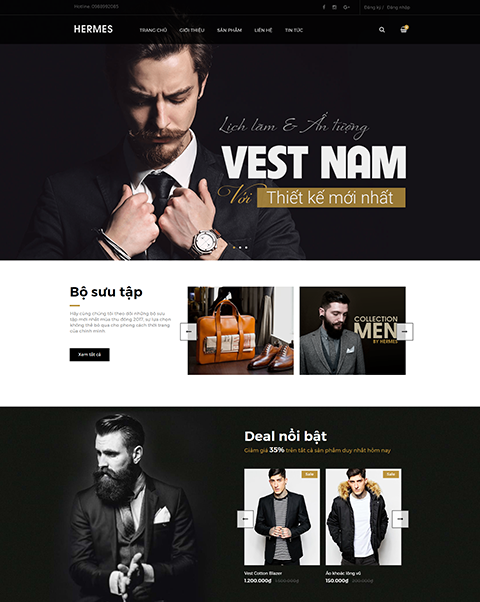 Hotline: 0968992085
Đăng ký / Đăng nhập
HERMES
TRANG CHỦ GIỚI THIỆU SẢN PHẨM LIÊN HỆ TIN TỨC
Lịch lãm & Ấn tượng
VEST NAM
Với Thiết kế mới nhất
Bộ sưu tập
Hãy cùng chúng tôi theo dõi những bộ sưu
tập mới nhất mùa thu đông 2017, sự lựa chọn
không thể bỏ qua cho phong cách thời trang
của chính mình.
Xem tất cả
COLLECTION
MEN
BY HERMES
Deal nổi bật
Giảm giá 35% trên tất cả sản phẩm duy nhất hôm nay
Sale
Sale
Vest Cotton Blazer
1.200.000₫
Áo khoác lông vũ
150.000₫